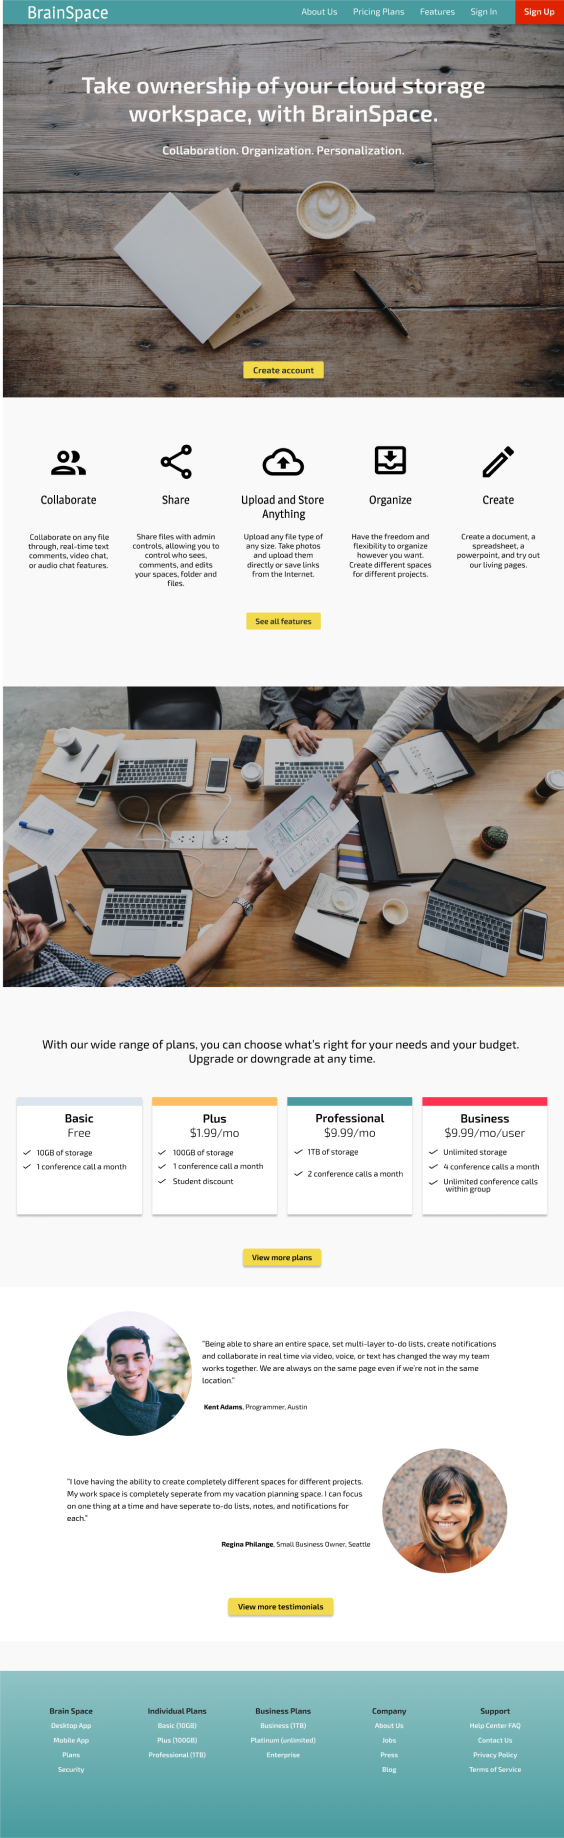 BrainSpace
About Us Pricing Plans Features Sign In Sign Up
Take ownership of your cloud storage
workspace, with BrainSpace.
Collaboration. Organization. Personalization.
Create account
Collaborate
Collaborate on any file
through, real-time text
comments, video chat,
or audio chat features.
Share
Share files with admin
controls, allowing you to
control who sees,
comments, and edits
your spaces, folder and
files.
Upload and Store
Anything
Upload any file type of
any size. Take photos
and upload them
directly or save links
from the Internet.
Organize
Have the freedom and
flexibility to organize
however you want.
Create different spaces
for different projects.
Create
Create a document, a
spreadsheet, a
powerpoint, and try out
our living pages.
See all features
With our wide range of plans, you can choose what's right for your needs and your budget.
Upgrade or downgrade at any time.
Basic
Free
10GB of storage
1 conference call a month
Plus
$1.99/mo
100GB of storage
1 conference call a month
Student discount
Professional
$9.99/mo
1TB of storage
2 conference calls a month
Business
$9.99/mo/user
Unlimited storage
4 conference calls a month
Unlimited conference calls
within group
View more plans
"Being able to share an entire space, set multi-layer to-do lists, create notifications
and collaborate in real time via video, voice, or text has changed the way my team
works together. We are always on the same page even if we're not in the same
location."
Kent Adams, Programmer, Austin
"I love having the ability to create completely different spaces for different projects.
My work space is completely seperate from my vacation planning space. I can focus
on one thing at a time and have seperate to-do lists, notes, and notifications for
each."
Regina Philange, Small Business Owner, Seattle
View more testimonials
Brain Space
Desktop App
Mobile App
Plans
Security
Individual Plans
Basic (10GB)
Plus (100GB)
Professional (1TB)
Business Plans
Business (1TB)
Platinum (unlimited)
Enterprise
Company
About Us
Jobs
Press
Blog
Support
Help Center FAQ
Contact Us
Privacy Policy
Terms of Service